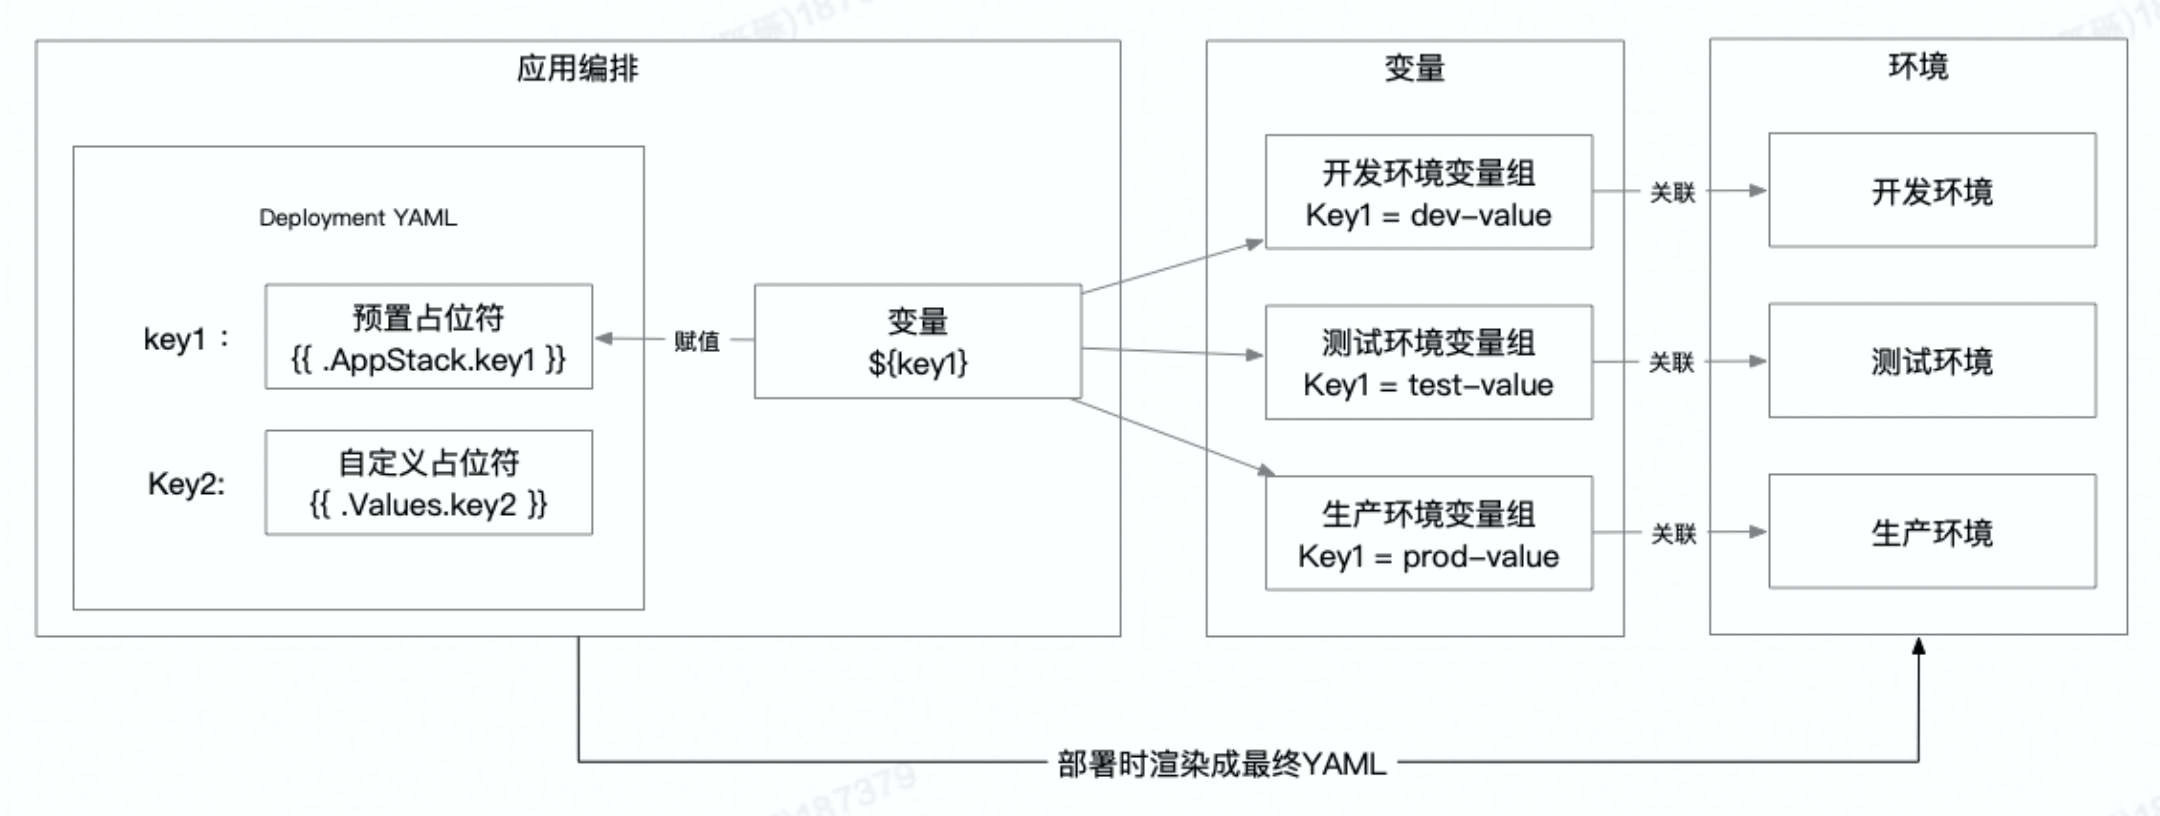 应用编排
Deployment YAML
key1：
预置占位符
{{ .AppStack.key1 }}
Key2:
自定义占位符
{{ .Values.key2 }}
赋值
变量
${key1}
变量
开发环境变量组
Key1 = dev-value
测试环境变量组
Key1 = test-value
生产环境变量组
Key1 = prod-value
关联
关联
关联
环境
开发环境
测试环境
生产环境
部署时渲染成最终YAML
)187379